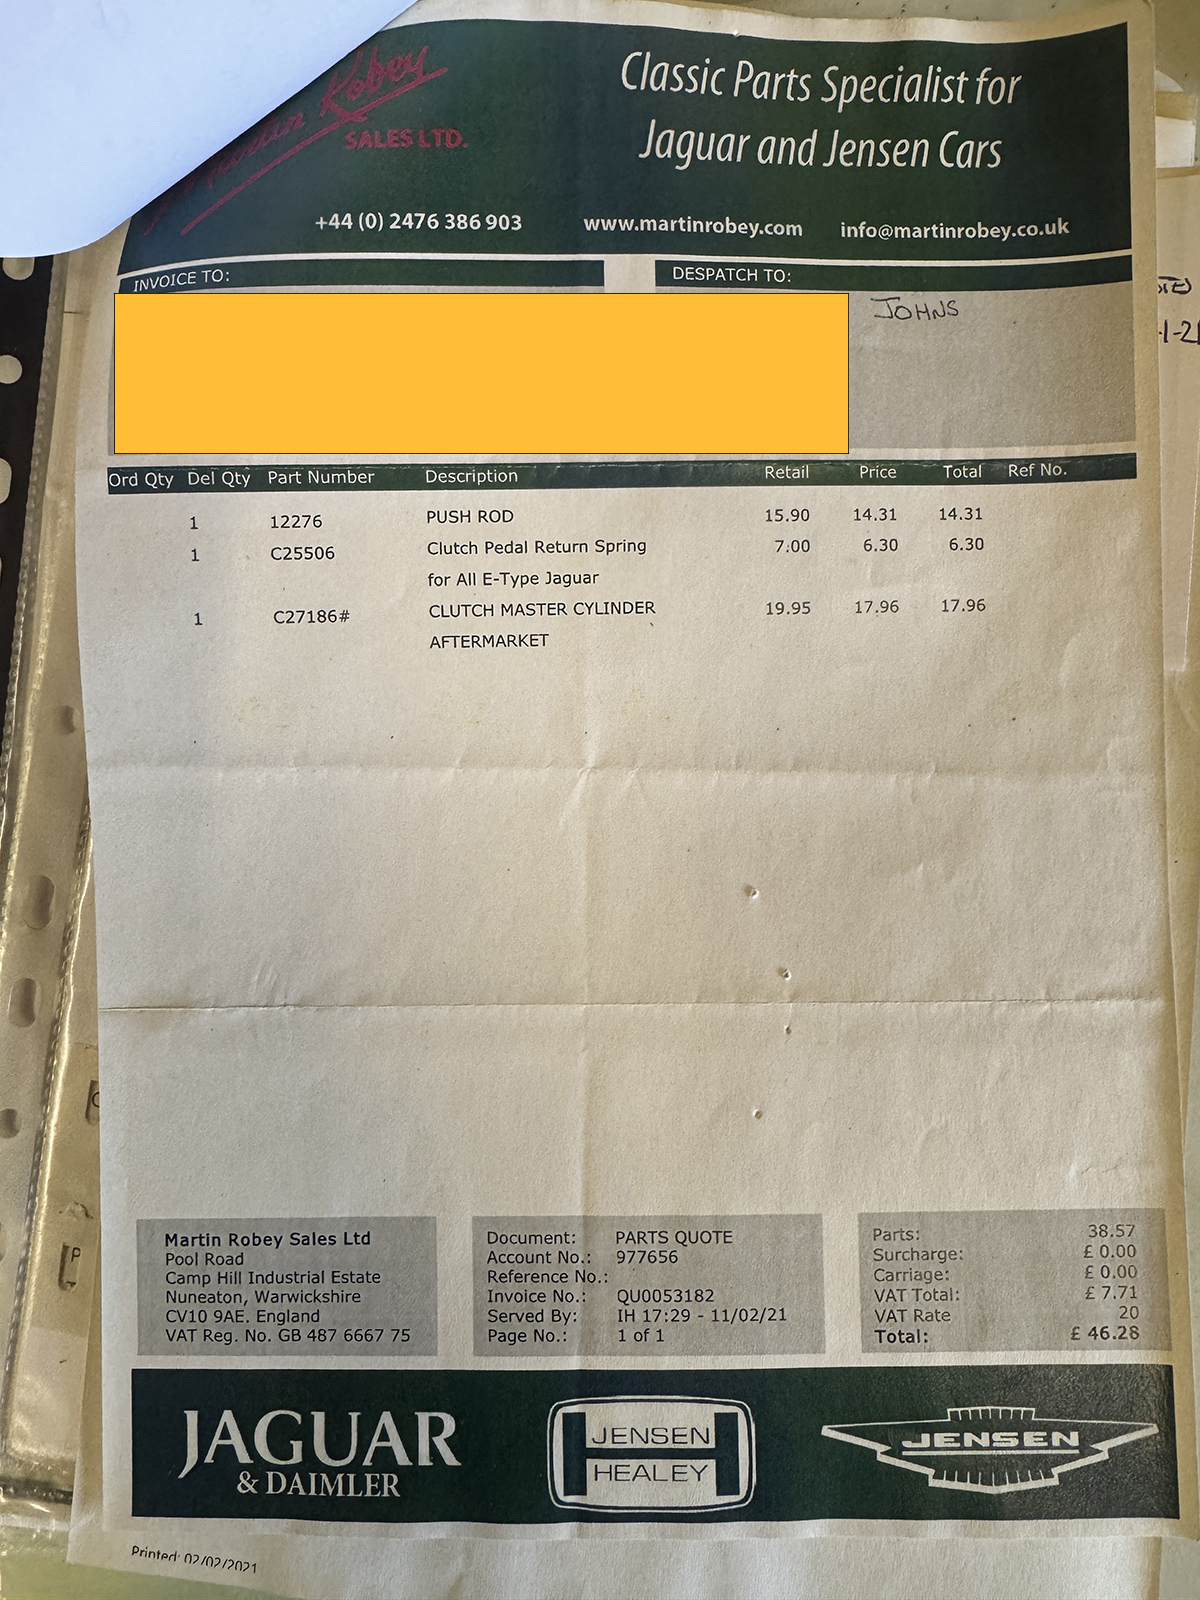 Martin Robey
SALES LTD.
Classic Parts Specialist for
Jaguar and Jensen Cars
+44 (0) 2476 386 903 www.martinrobey.com info@martinrobey.co.uk
INVOICE TO: DESPATCH TO:
JOHNS
-1-21
Ord Qty Del Qty Part Number Description Retail Price Total Ref No.
1 12276 PUSH ROD 15.90 14.31 14.31
1 C25506 Clutch Pedal Return Spring 7.00 6.30 6.30
for All E-Type Jaguar
1 C27186# CLUTCH MASTER CYLINDER 19.95 17.96 17.96
AFTERMARKET
Martin Robey Sales Ltd
Pool Road
Camp Hill Industrial Estate
Nuneaton, Warwickshire
CV10 9AE. England
VAT Reg. No. GB 487 6667 75
Document: PARTS QUOTE
Account No.: 977656
Reference No.:
Invoice No.: QU0053182
Served By: IH 17:29 - 11/02/21
Page No.: 1 of 1
Parts: 38.57
Surcharge: £ 0.00
Carriage: £ 0.00
VAT Total: £ 7.71
VAT Rate 20
Total: £ 46.28
JAGUAR
& DAIMLER
JENSEN
HEALEY
JENSEN
Printed: 02/02/2021